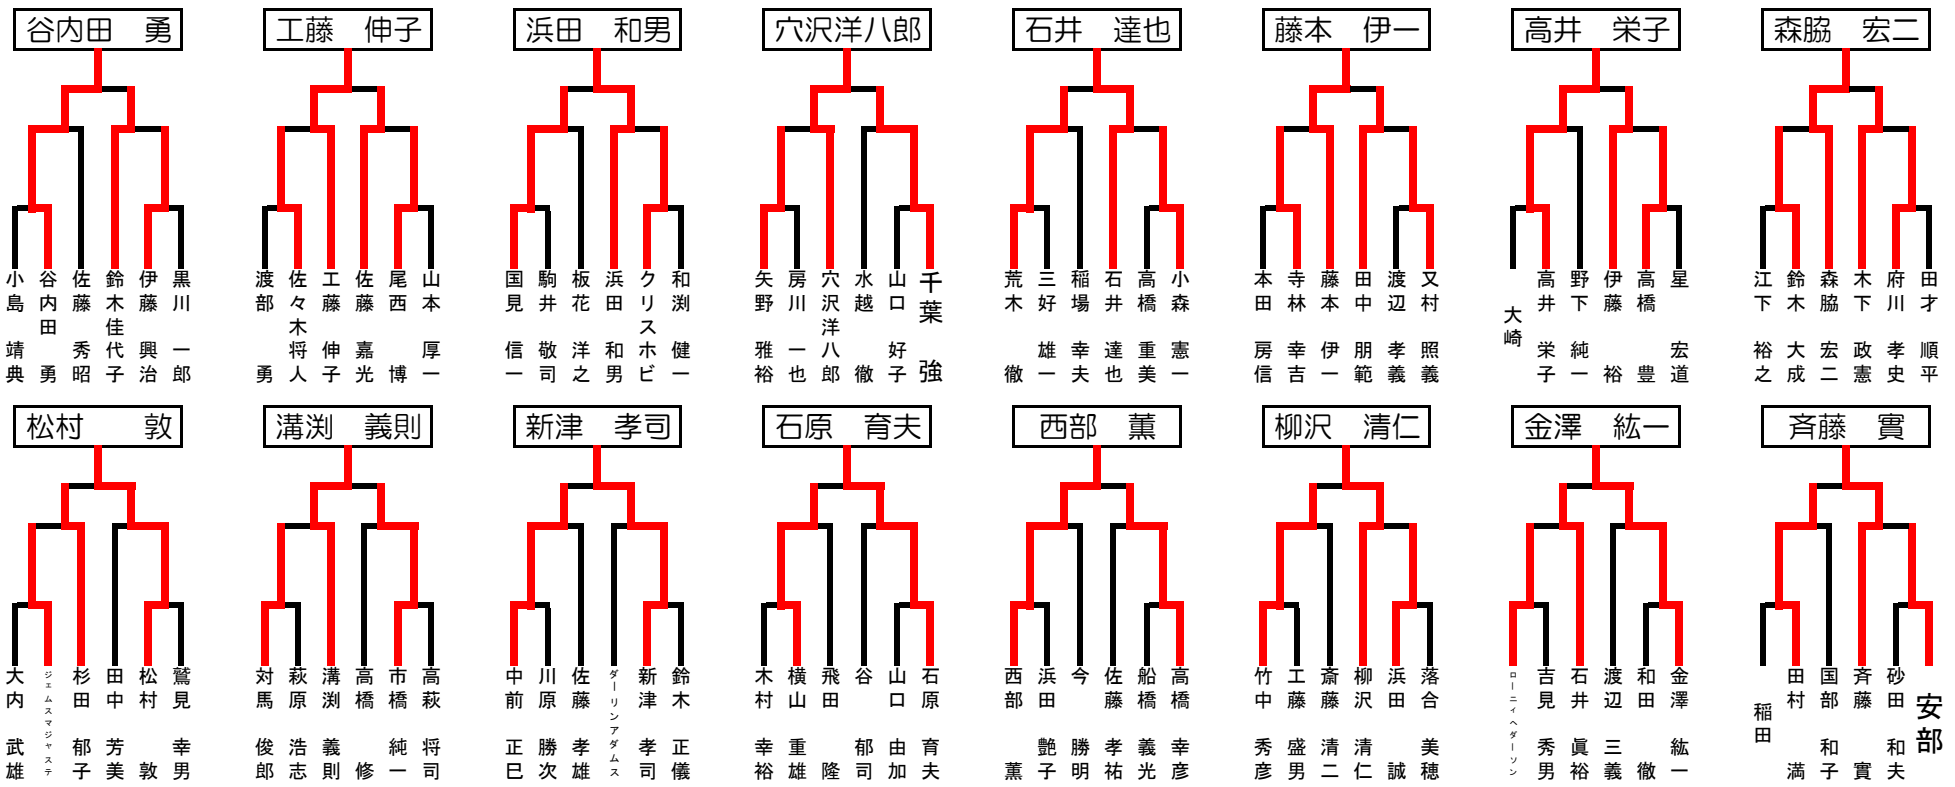 谷内田　勇
工藤　伸子
浜田　和男
穴沢洋八郎
石井　達也
藤本　伊一
高井　栄子
森脇　宏二
小島　靖典
谷内田　勇
佐藤　秀昭
鈴木佳代子
伊藤　興治
黒川　一郎
渡部　　勇
佐々木将人
工藤　伸子
佐藤　嘉光
尾西　　博
山本　厚一
国見　信一
駒井　敬司
板花　洋之
浜田　和男
クリスホビ
和渕　健一
矢野　雅裕
房川　一也
穴沢洋八郎
水越　　徹
山口　好子
千葉　強
荒木　　徹
三好　雄一
稲場　幸夫
石井　達也
高橋　重美
小森　憲一
本田　房信
寺林　幸吉
藤本　伊一
田中　朋範
渡辺　孝義
又村　照義
大崎
高井　栄子
野下　純一
伊藤　　裕
高橋　　豊
星　　宏道
江下　裕之
鈴木　大成
森脇　宏二
木下　政憲
府川　孝史
田才　順平
松村　　敦
溝渕　義則
新津　孝司
石原　育夫
西部　薫
柳沢　清仁
金澤　紘一
斉藤　實
大内　武雄
ジェムスマジャステ
杉田　郁子
田中　芳美
松村　　敦
鷲見　幸男
対馬　俊郎
萩原　浩志
溝渕　義則
高橋　　修
市橋　純一
高萩　将司
中前　正巳
川原　勝次
佐藤　孝雄
ダーリンアダムス
新津　孝司
鈴木　正儀
木村　幸裕
横山　重雄
飛田　　隆
谷　　郁司
山口　由加
石原　育夫
西部　　薫
浜田　艶子
今　　勝明
佐藤　孝祐
船橋　義光
高橋　幸彦
竹中　秀彦
工藤　盛男
斎藤　清二
柳沢　清仁
浜田　　誠
落合　美穂
ローニィヘダーソン
吉見　秀男
石井　眞裕
渡辺　三義
和田　　徹
金澤　紘一
稲田
田村　　満
国部　和子
斉藤　　實
砂田　和夫
安部